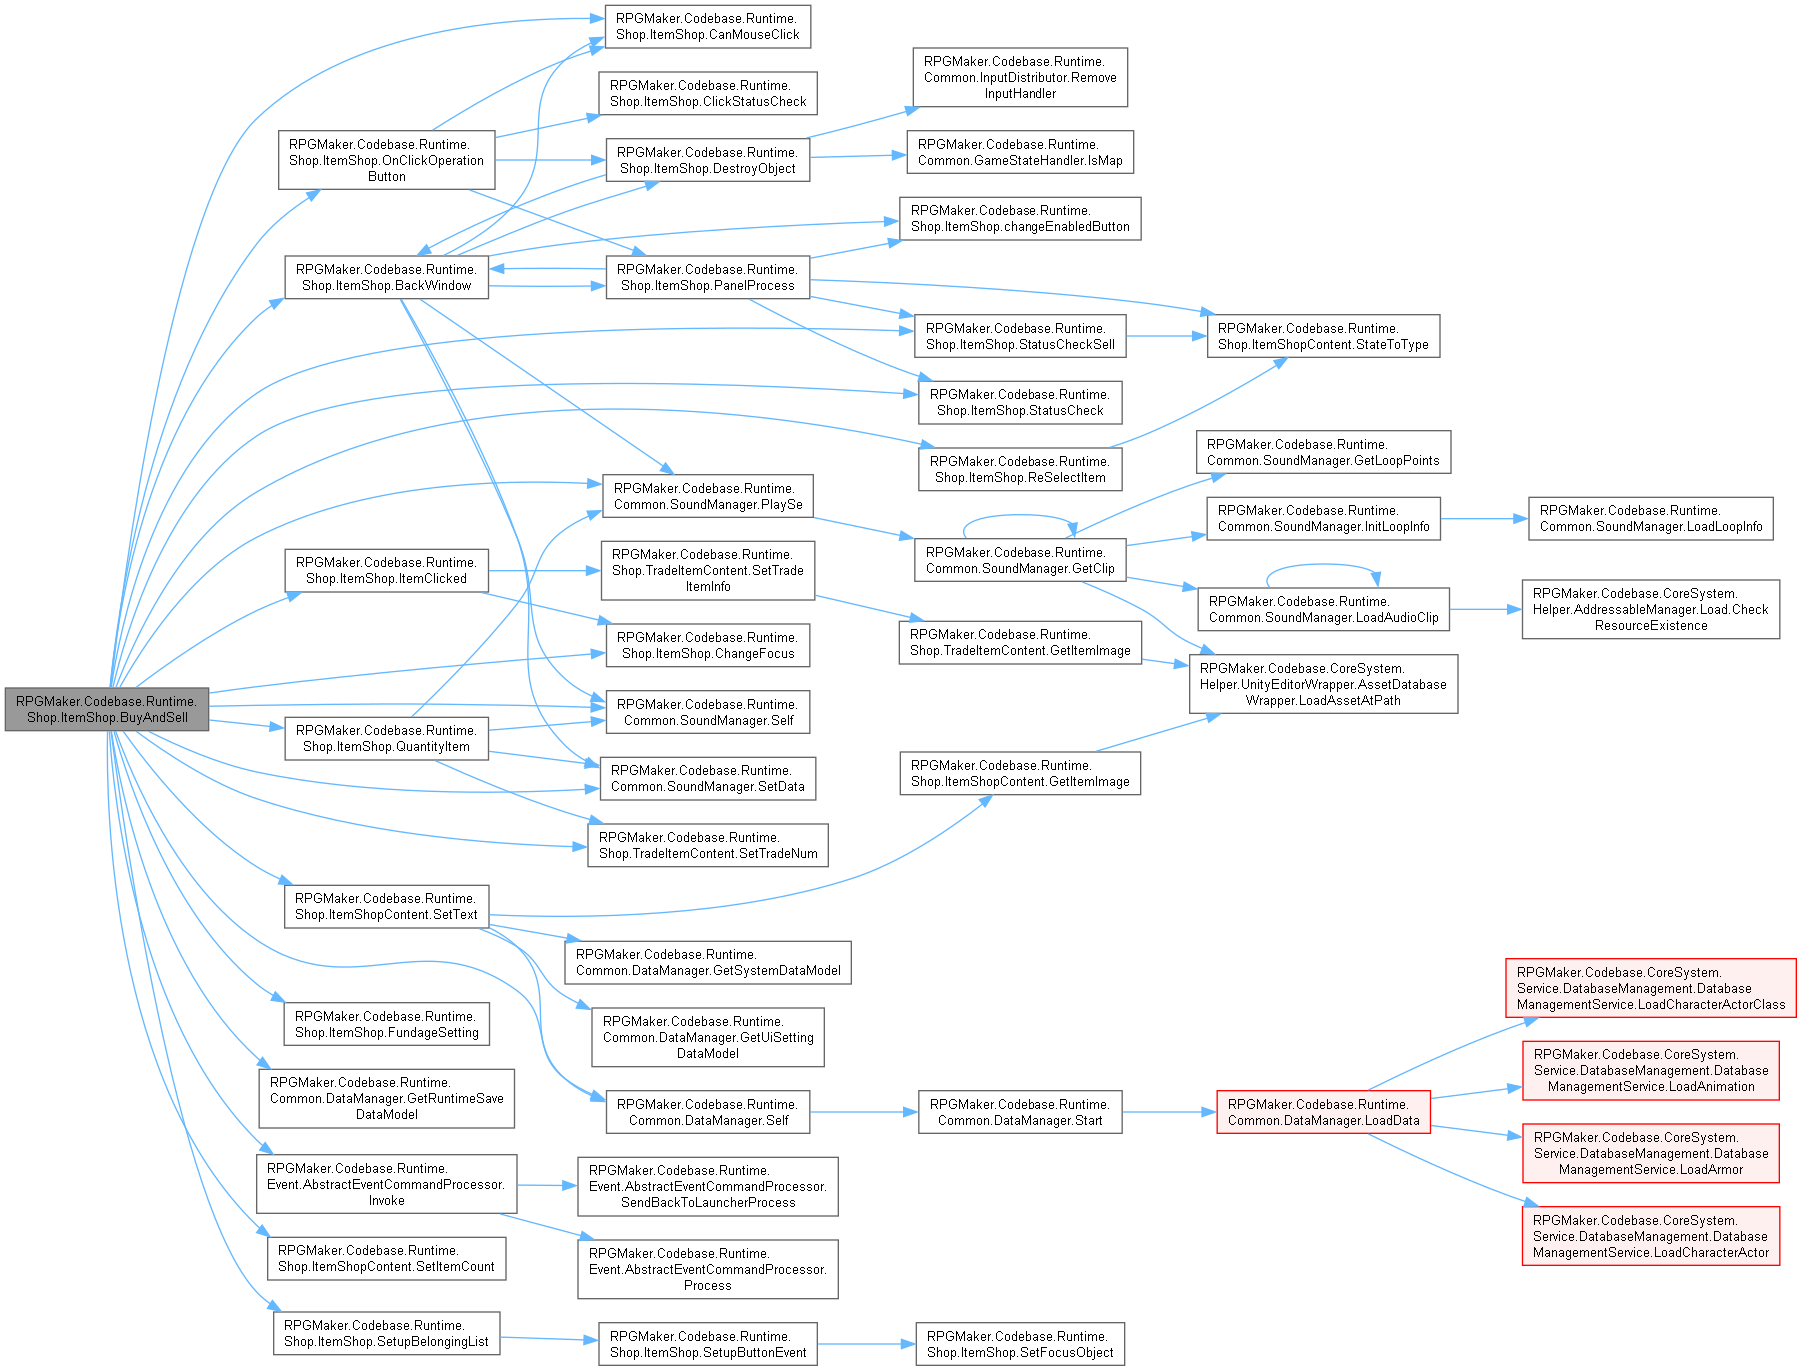 RPGMaker.Codebase.Runtime.
Shop.ItemShop.BuyAndSell
RPGMaker.Codebase.Runtime.
Shop.ItemShop.OnClickOperation
Button
RPGMaker.Codebase.Runtime.
Shop.ItemShop.BackWindow
RPGMaker.Codebase.Runtime.
Shop.ItemShop.ItemClicked
RPGMaker.Codebase.Runtime.
Shop.ItemShop.QuantityItem
RPGMaker.Codebase.Runtime.
Shop.ItemShopContent.SetText
RPGMaker.Codebase.Runtime.
Shop.ItemShop.FundageSetting
RPGMaker.Codebase.Runtime.
Common.DataManager.GetRuntimeSave
DataModel
RPGMaker.Codebase.Runtime.
Event.AbstractEventCommandProcessor.
Invoke
RPGMaker.Codebase.Runtime.
Shop.ItemShopContent.SetItemCount
RPGMaker.Codebase.Runtime.
Shop.ItemShop.SetupBelongingList
RPGMaker.Codebase.Runtime.
Shop.ItemShop.CanMouseClick
RPGMaker.Codebase.Runtime.
Shop.ItemShop.ClickStatusCheck
RPGMaker.Codebase.Runtime.
Shop.ItemShop.DestroyObject
RPGMaker.Codebase.Runtime.
Shop.ItemShop.PanelProcess
RPGMaker.Codebase.Runtime.
Common.SoundManager.PlaySe
RPGMaker.Codebase.Runtime.
Shop.TradeItemContent.SetTrade
ItemInfo
RPGMaker.Codebase.Runtime.
Shop.ItemShop.ChangeFocus
RPGMaker.Codebase.Runtime.
Common.SoundManager.Self
RPGMaker.Codebase.Runtime.
Common.SoundManager.SetData
RPGMaker.Codebase.Runtime.
Shop.TradeItemContent.SetTradeNum
RPGMaker.Codebase.Runtime.
Common.DataManager.GetSystemDataModel
RPGMaker.Codebase.Runtime.
Common.DataManager.GetUiSetting
DataModel
RPGMaker.Codebase.Runtime.
Common.DataManager.Self
RPGMaker.Codebase.Runtime.
Event.AbstractEventCommandProcessor.
SendBackToLauncherProcess
RPGMaker.Codebase.Runtime.
Event.AbstractEventCommandProcessor.
Process
RPGMaker.Codebase.Runtime.
Shop.ItemShop.SetupButtonEvent
RPGMaker.Codebase.Runtime.
Common.InputDistributor.Remove
InputHandler
RPGMaker.Codebase.Runtime.
Common.GameStateHandler.IsMap
RPGMaker.Codebase.Runtime.
Shop.ItemShop.changeEnabledButton
RPGMaker.Codebase.Runtime.
Shop.ItemShop.StatusCheckSell
RPGMaker.Codebase.Runtime.
Shop.ItemShop.StatusCheck
RPGMaker.Codebase.Runtime.
Shop.ItemShop.ReSelectItem
RPGMaker.Codebase.Runtime.
Common.SoundManager.GetClip
RPGMaker.Codebase.Runtime.
Shop.TradeItemContent.GetItemImage
RPGMaker.Codebase.Runtime.
Shop.ItemShopContent.GetItemImage
RPGMaker.Codebase.Runtime.
Common.DataManager.Start
RPGMaker.Codebase.Runtime.
Shop.ItemShop.SetFocusObject
RPGMaker.Codebase.Runtime.
Shop.ItemShopContent.StateToType
RPGMaker.Codebase.Runtime.
Common.SoundManager.GetLoopPoints
RPGMaker.Codebase.Runtime.
Common.SoundManager.InitLoopInfo
RPGMaker.Codebase.Runtime.
Common.SoundManager.LoadAudioClip
RPGMaker.Codebase.CoreSystem.
Helper.UnityEditorWrapper.AssetDatabase
Wrapper.LoadAssetAtPath
RPGMaker.Codebase.Runtime.
Common.DataManager.LoadData
RPGMaker.Codebase.Runtime.
Common.SoundManager.LoadLoopInfo
RPGMaker.Codebase.CoreSystem.
Helper.AddressableManager.Load.Check
ResourceExistence
RPGMaker.Codebase.CoreSystem.
Service.DatabaseManagement.Database
ManagementService.LoadCharacterActorClass
RPGMaker.Codebase.CoreSystem.
Service.DatabaseManagement.Database
ManagementService.LoadAnimation
RPGMaker.Codebase.CoreSystem.
Service.DatabaseManagement.Database
ManagementService.LoadArmor
RPGMaker.Codebase.CoreSystem.
Service.DatabaseManagement.Database
ManagementService.LoadCharacterActor